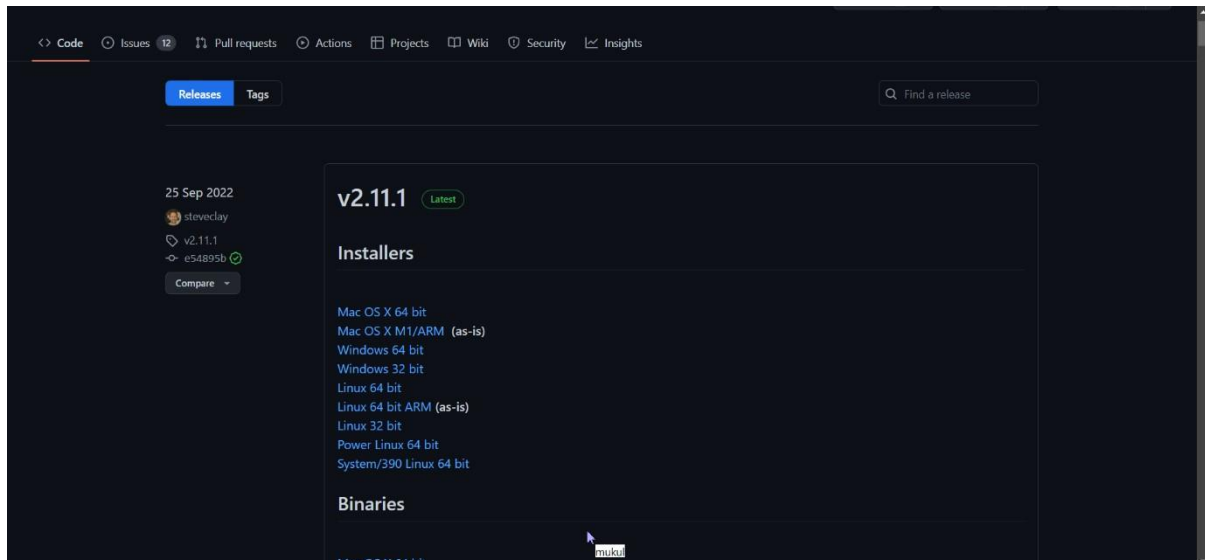 Code Issues 12 Pull requests Actions Projects Wiki Security Insights
Releases Tags Find a release
25 Sep 2022
steveclay
v2.11.1
e54895b
Compare
v2.11.1 Latest
Installers
Mac OS X 64 bit
Mac OS X M1/ARM (as-is)
Windows 64 bit
Windows 32 bit
Linux 64 bit
Linux 64 bit ARM (as-is)
Linux 32 bit
Power Linux 64 bit
System/390 Linux 64 bit
Binaries
mukul